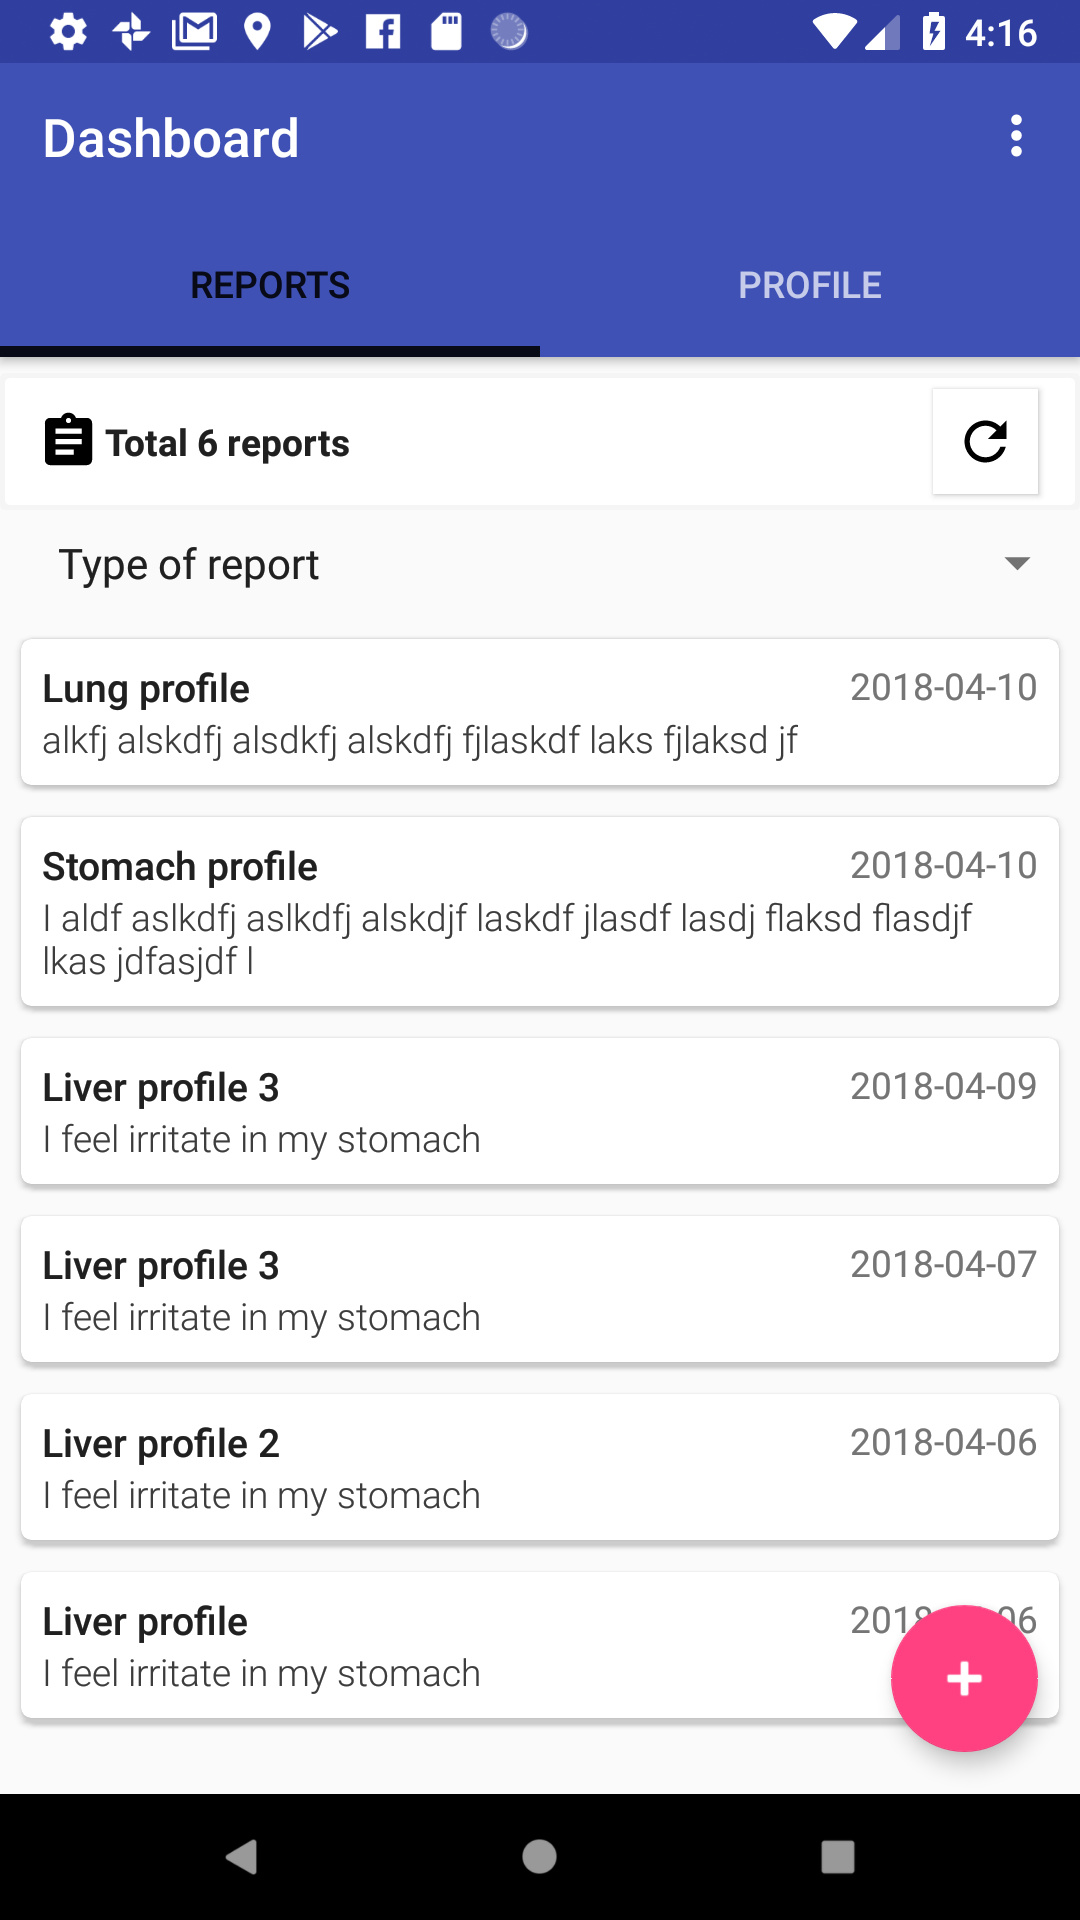 4:16
Dashboard
REPORTS PROFILE
Total 6 reports
Type of report
Lung profile 2018-04-10
alkfj alskdfj alsdkfj alskdfj fjlaskdf laks fjlaksd jf
Stomach profile 2018-04-10
I aldf aslkdfj aslkdfj alskdjf laskdf jlasdf lasdj flaksd flasdjf
lkas jdfasjdf l
Liver profile 3 2018-04-09
I feel irritate in my stomach
Liver profile 3 2018-04-07
I feel irritate in my stomach
Liver profile 2 2018-04-06
I feel irritate in my stomach
Liver profile
I feel irritate in my stomach